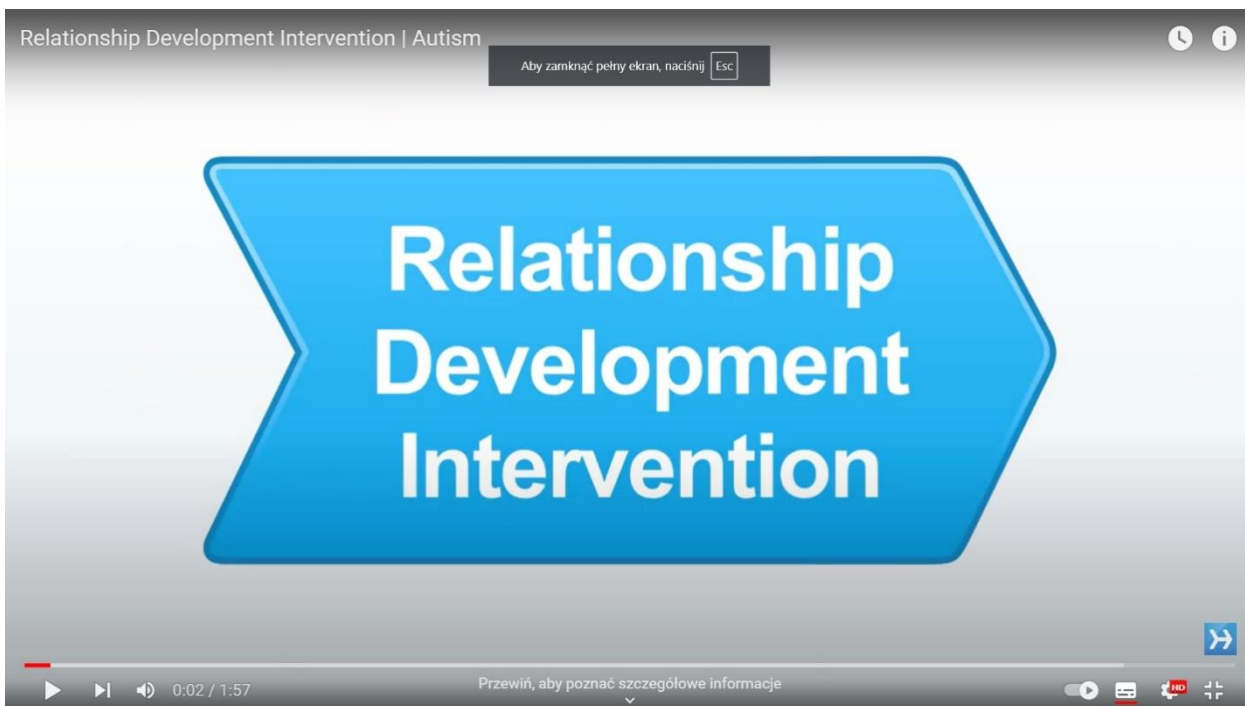 Relationship Development Intervention | Autism
Aby zamknąć pełny ekran, naciśnij Esc
Relationship
Development
Intervention
0:02 / 1:57
Przewiń, aby poznać szczegółowe informacje
HD